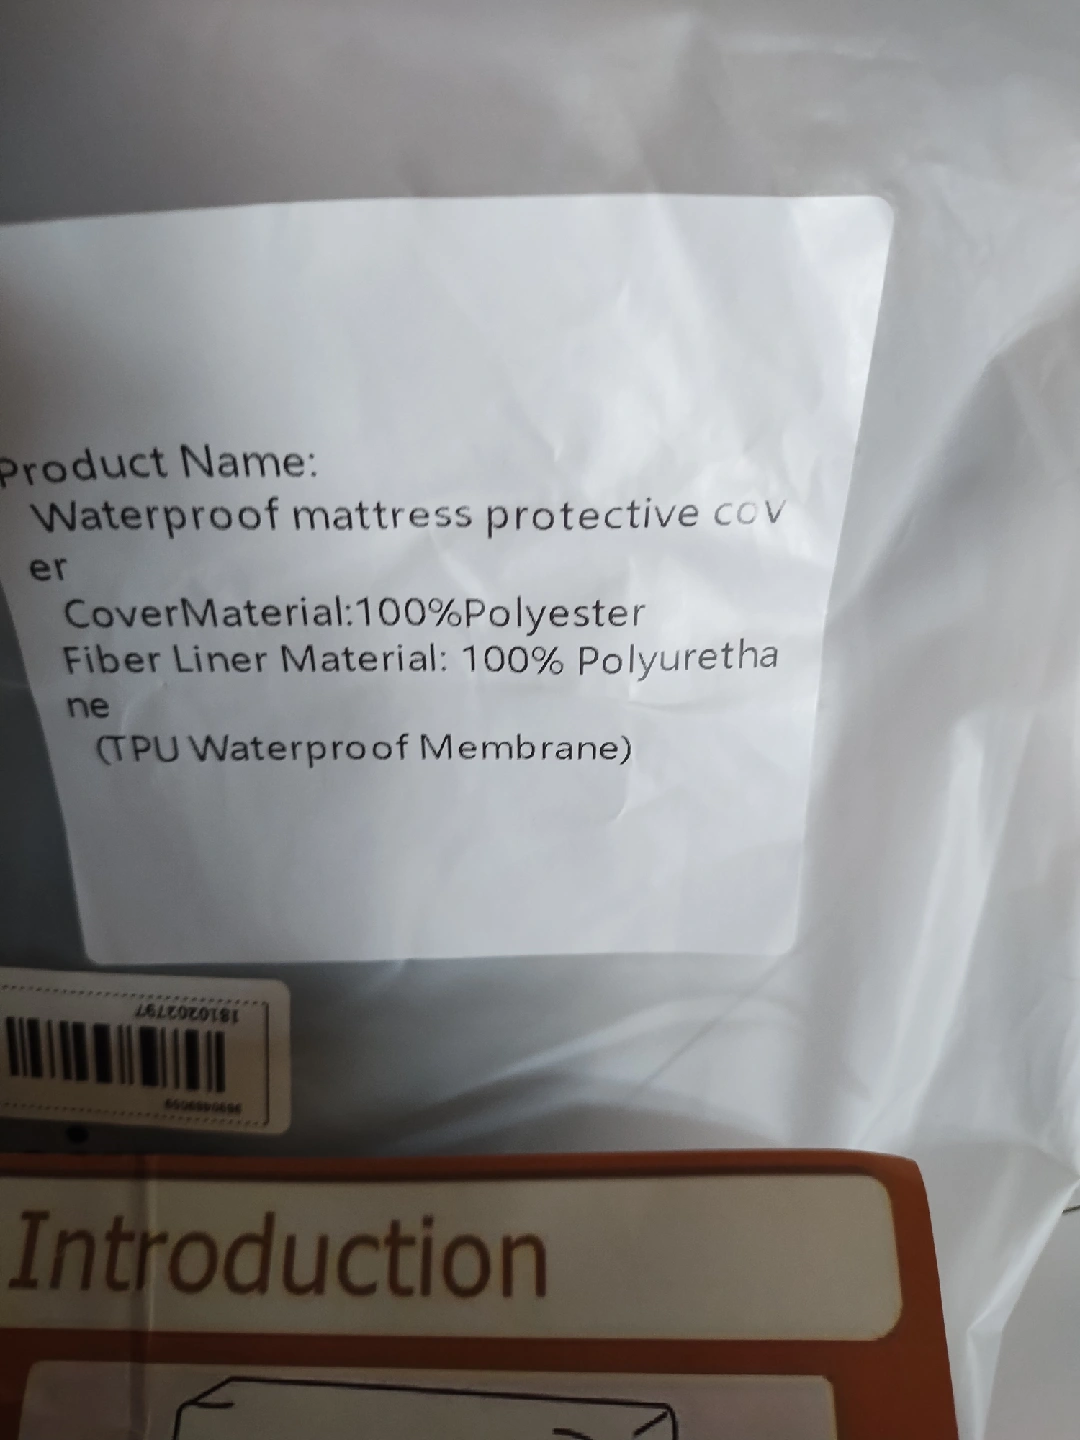 Product Name:
Waterproof mattress protective cov
er
CoverMaterial:100%Polyester
Fiber Liner Material: 100% Polyuretha
ne
(TPU Waterproof Membrane)
1810202797
Introduction